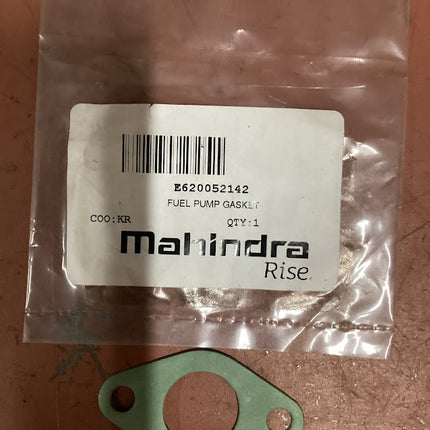 E620052142
FUEL PUMP GASKET
COO:KR QTY:1
Mahindra
Rise